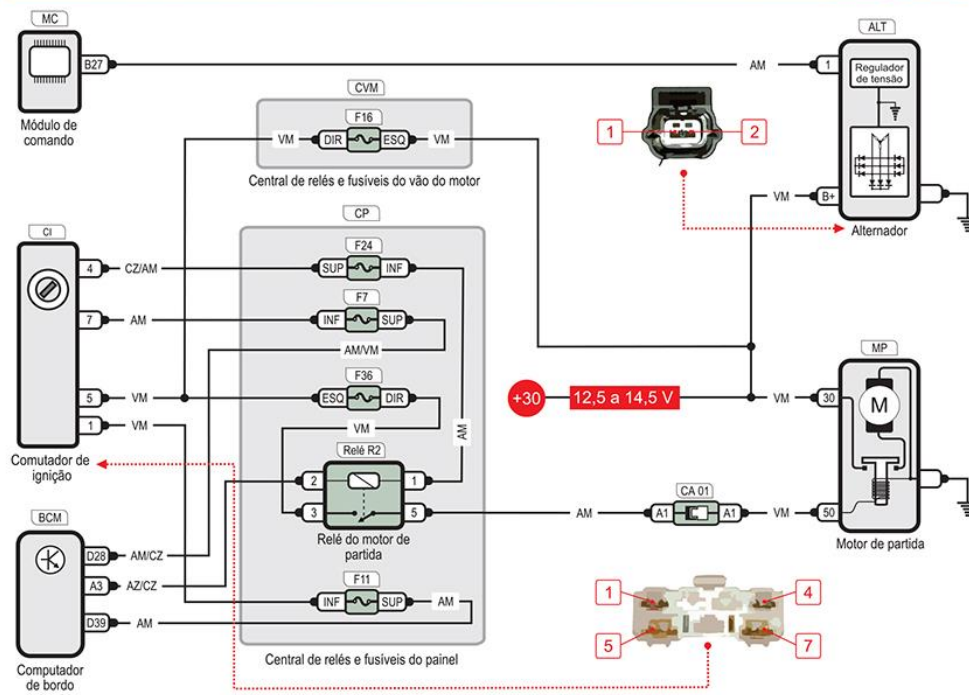 MC
B27
Módulo de
comando
AM
ALT
1
Regulador
de tensão
VM
B+
Alternador
1
2
CVM
F16
VM
DIR
ESQ
VM
Central de relés e fusíveis do vão do motor
CI
4
CZ/AM
7
AM
5
VM
1
VM
Comutador de
ignição
CP
F24
SUP
INF
F7
INF
SUP
AM/VM
F36
ESQ
DIR
VM
AM
Relé R2
2
1
3
5
Relé do motor de
partida
F11
INF
SUP
AM
Central de relés e fusíveis do painel
+30
12,5 a 14,5 V
VM
30
MP
M
AM
CA 01
A1
A1
VM
50
Motor de partida
BCM
D28
AM/CZ
A3
AZ/CZ
D39
AM
Computador
de bordo
1
4
5
7